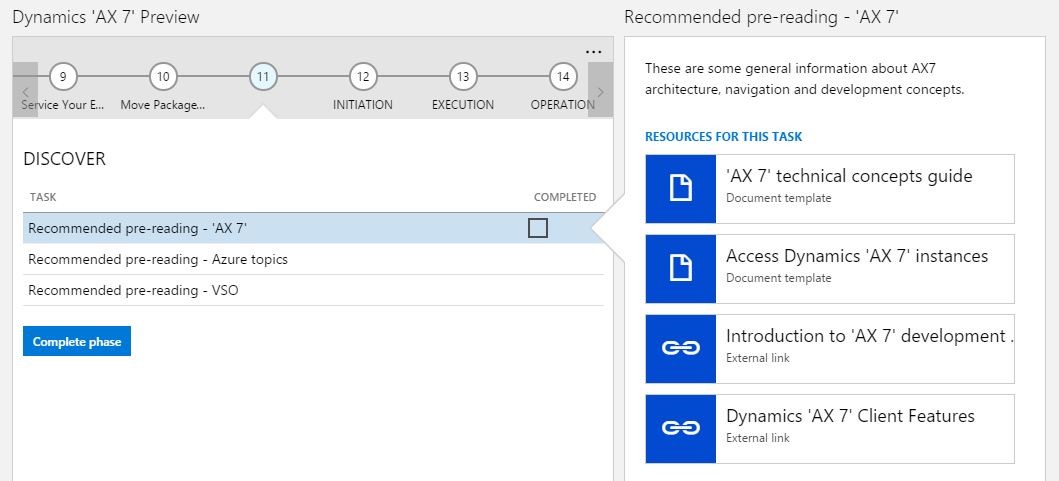 Dynamics 'AX 7' Preview
...
9
10
11
12
13
14
Service Your E...
Move Package...
INITIATION
EXECUTION
OPERATION
DISCOVER
TASK
COMPLETED
Recommended pre-reading - 'AX 7'
Recommended pre-reading - Azure topics
Recommended pre-reading - VSO
Complete phase
Recommended pre-reading - 'AX 7'
These are some general information about AX7
architecture, navigation and development concepts.
RESOURCES FOR THIS TASK
'AX 7' technical concepts guide
Document template
Access Dynamics 'AX 7' instances
Document template
Introduction to 'AX 7' development .
External link
Dynamics 'AX 7' Client Features
External link